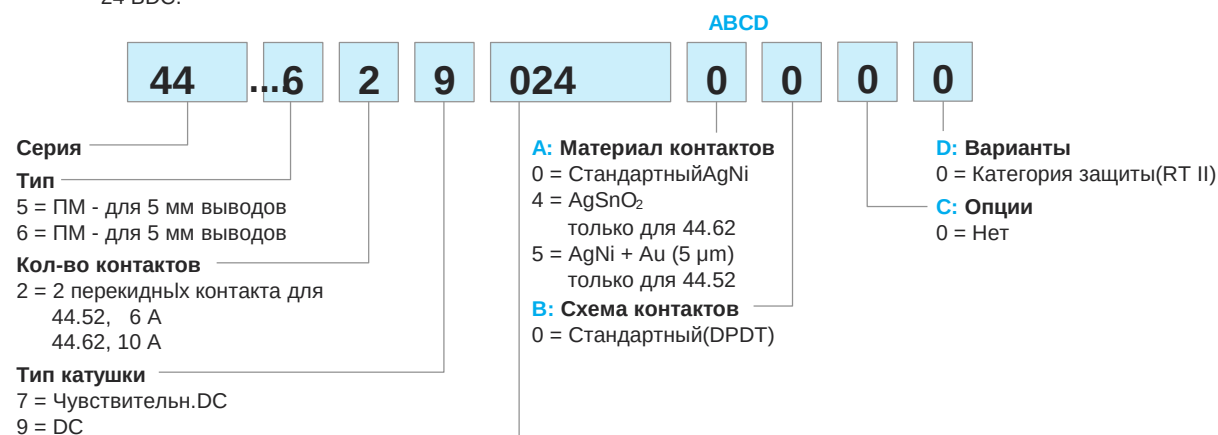 24 ВDC.
ABCD
44 ....6 2 9 024 0 0 0 0
Серия
Тип
5 = ПМ - для 5 мм выводов
6 = ПМ - для 5 мм выводов
Кол-во контактов
2 = 2 перекиднЫх контакта для
44.52, 6 A
44.62, 10 A
Тип катушки
7 = Чувствительн.DC
9 = DC
A: Материал контактов
0 = СтандартныйAgNi
4 = AgSnO₂
только для 44.62
5 = AgNi + Au (5 µm)
только для 44.52
B: Схема контактов
0 = Стандартный(DPDT)
D: Варианты
0 = Категория защиты(RT II)
C: Опции
0 = Нет